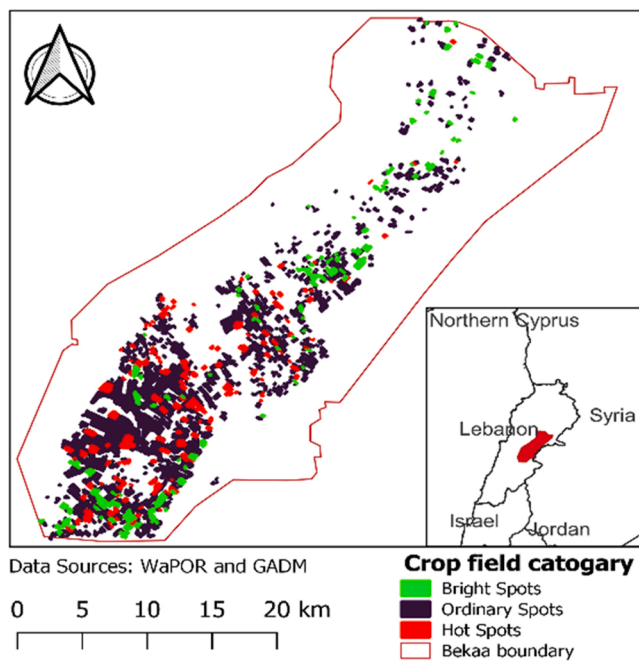 Northern Cyprus
Syria
Lebanon
Israel
Jordan
Data Sources: WaPOR and GADM
0 5 10 15 20 km
Crop field catogary
Bright Spots
Ordinary Spots
Hot Spots
Bekaa boundary